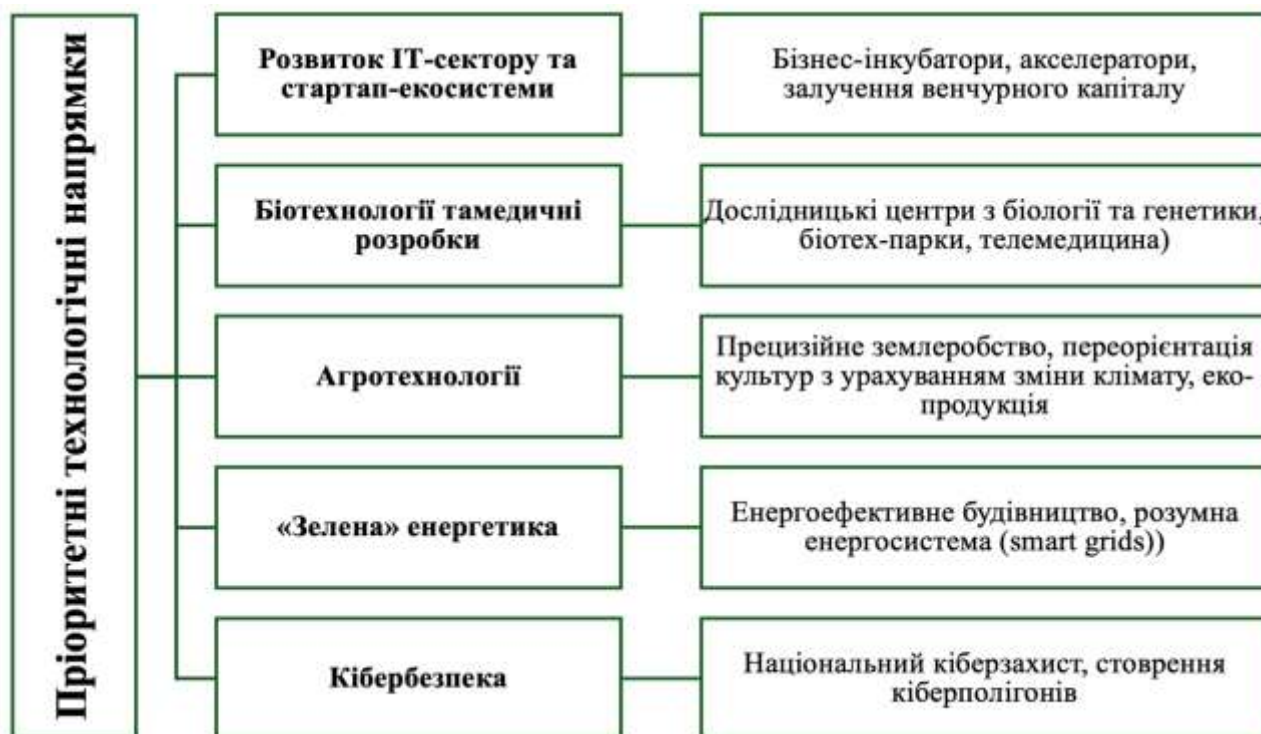 Пріоритетні технологічні напрямки
Розвиток ІТ-сектору та
стартап-екосистеми
Бізнес-інкубатори, акселератори,
залучення венчурного капіталу
Біотехнології тамедичні
розробки
Дослідницькі центри з біології та генетики,
біотех-парки, телемедицина)
Агротехнології
Прецизійне землеробство, переорієнтація
культур з урахуванням зміни клімату, еко-
продукція
«Зелена» енергетика
Енергоефективне будівництво, розумна
енергосистема (smart grids))
Кібербезпека
Національний кіберзахист, стоврення
кіберполігонів